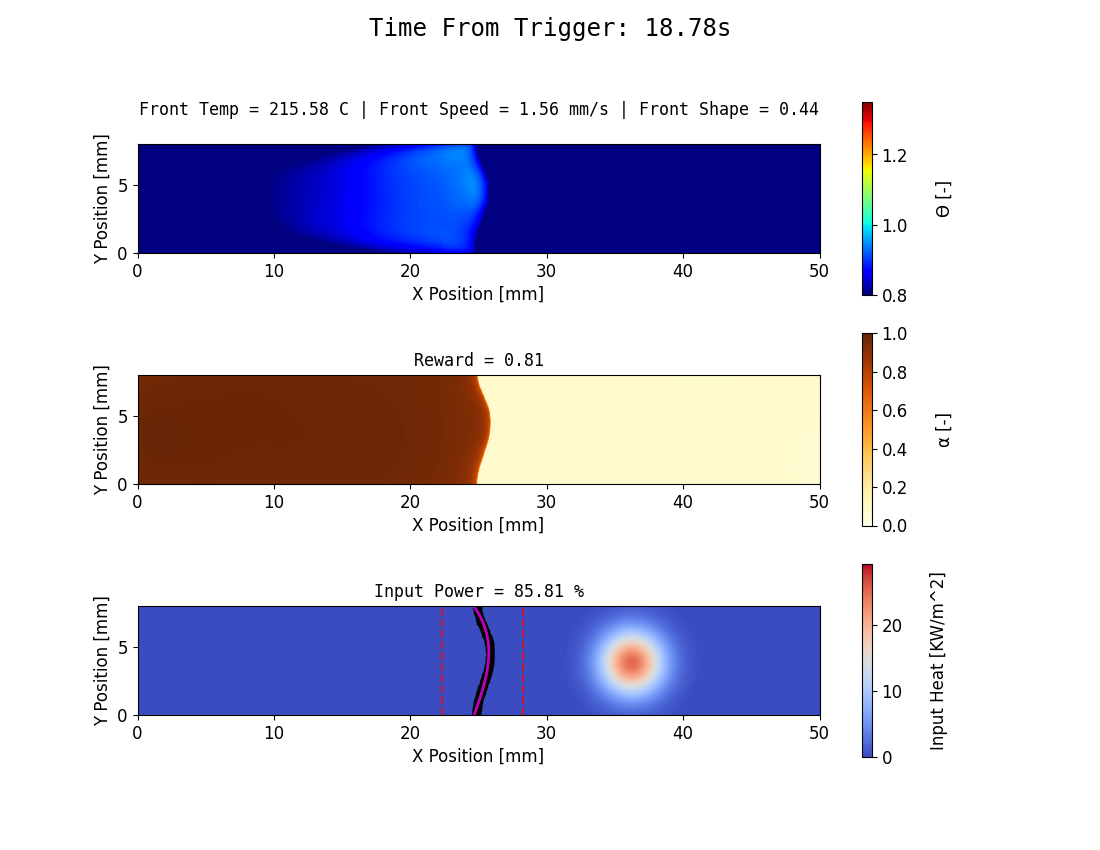 Time From Trigger: 18.78s
Front Temp = 215.58 C | Front Speed = 1.56 mm/s | Front Shape = 0.44
Y Position [mm]
5
0
0 10 20 30 40 50
X Position [mm]
1.2
1.0
0.8
Θ [-]
Reward = 0.81
Y Position [mm]
5
0
0 10 20 30 40 50
X Position [mm]
1.0
0.8
0.6
0.4
0.2
0.0
α [-]
Input Power = 85.81 %
Y Position [mm]
5
0
0 10 20 30 40 50
X Position [mm]
20
10
0
Input Heat [KW/m^2]